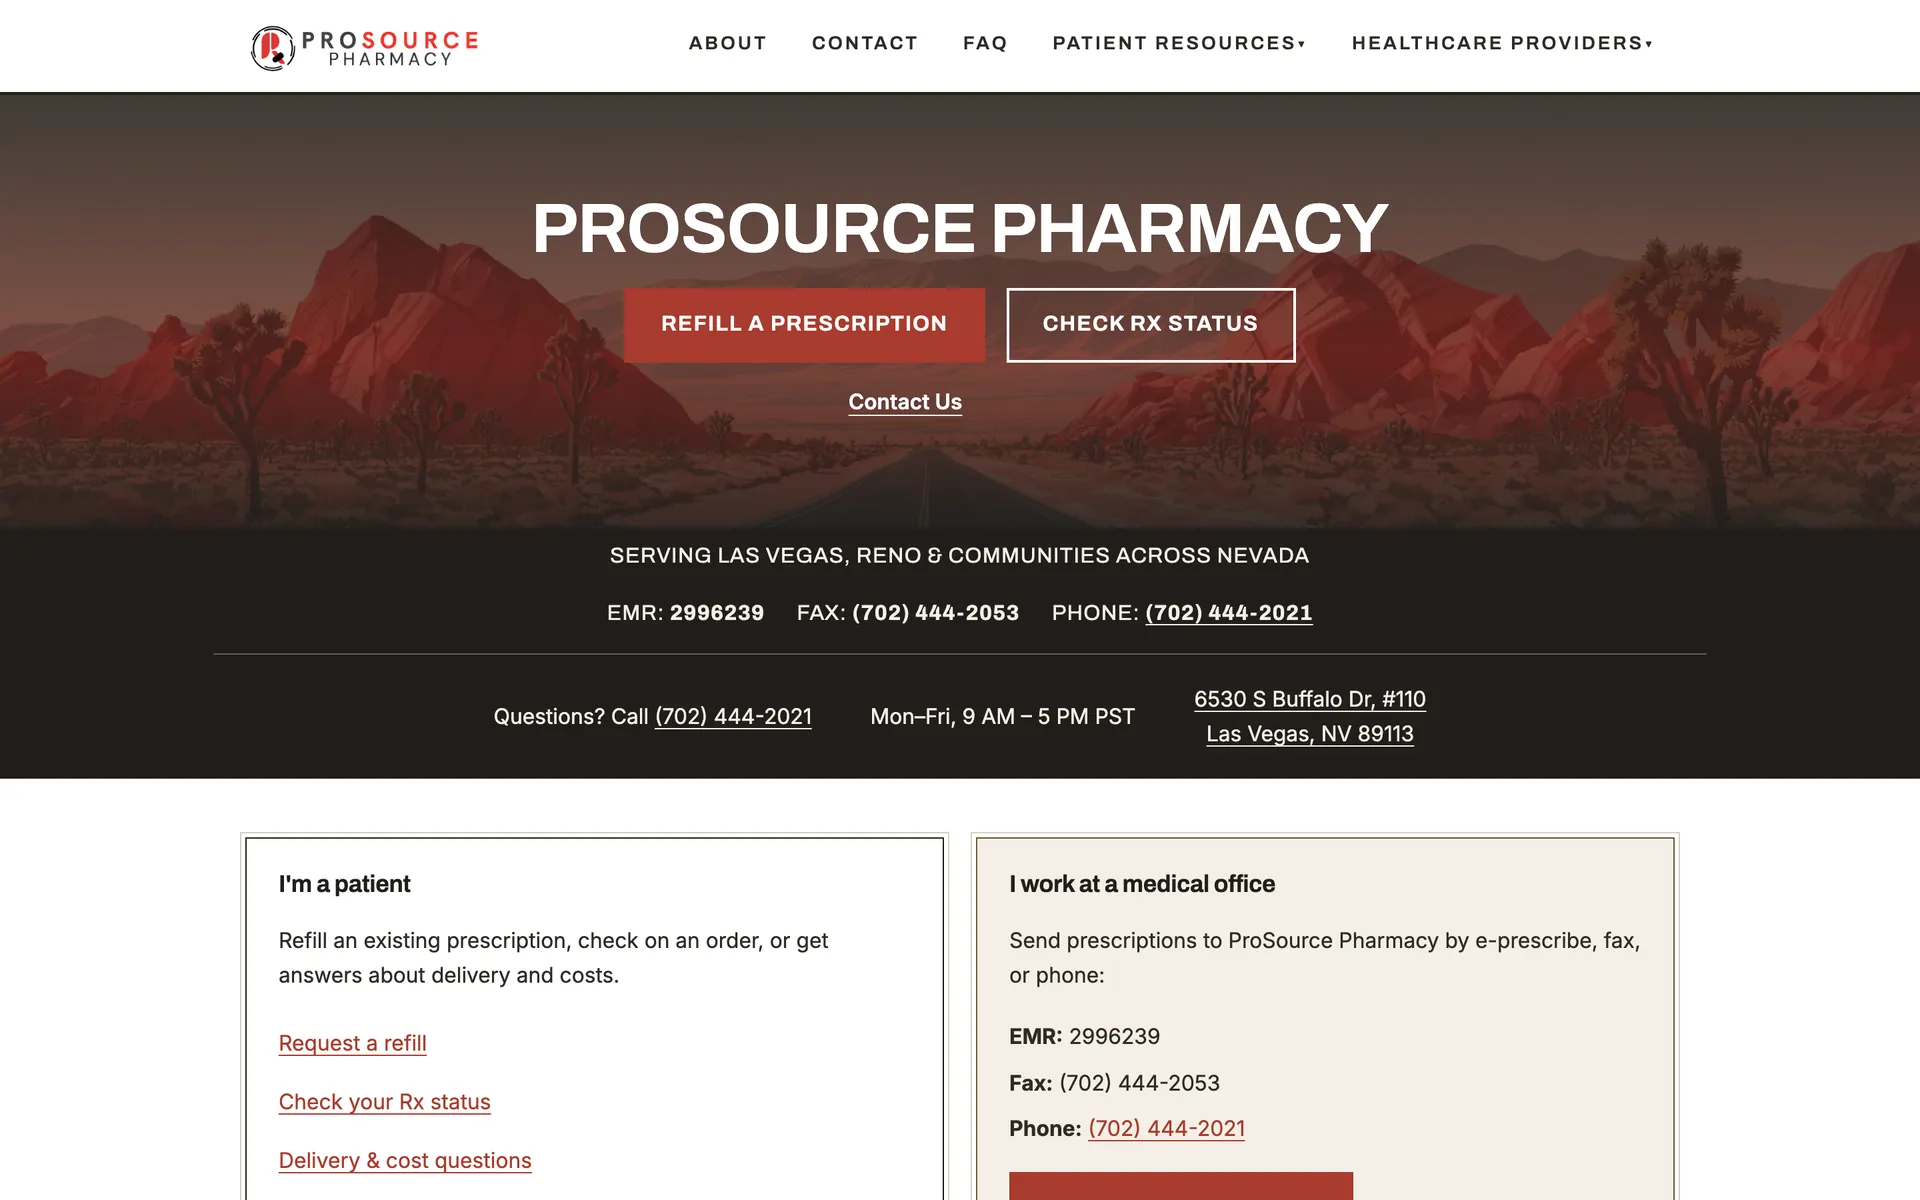 PROSOURCE
PHARMACY
ABOUT CONTACT FAQ PATIENT RESOURCES▾ HEALTHCARE PROVIDERS▾
PROSOURCE PHARMACY
REFILL A PRESCRIPTION CHECK RX STATUS
Contact Us
SERVING LAS VEGAS, RENO & COMMUNITIES ACROSS NEVADA
EMR: 2996239 FAX: (702) 444-2053 PHONE: (702) 444-2021
Questions? Call (702) 444-2021 Mon–Fri, 9 AM – 5 PM PST
6530 S Buffalo Dr, #110
Las Vegas, NV 89113
I'm a patient
Refill an existing prescription, check on an order, or get
answers about delivery and costs.
Request a refill
Check your Rx status
Delivery & cost questions
I work at a medical office
Send prescriptions to ProSource Pharmacy by e-prescribe, fax,
or phone:
EMR: 2996239
Fax: (702) 444-2053
Phone: (702) 444-2021